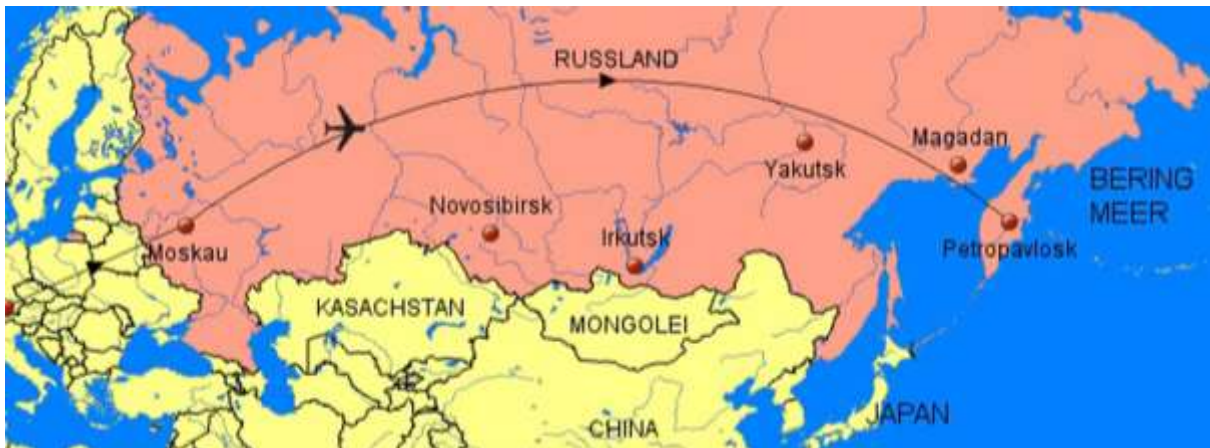 RUSSLAND
Magadan
Yakutsk
BERING
MEER
Novosibirsk
Moskau
Irkutsk
Petropavlosk
KASACHSTAN
MONGOLEI
JAPAN
CHINA